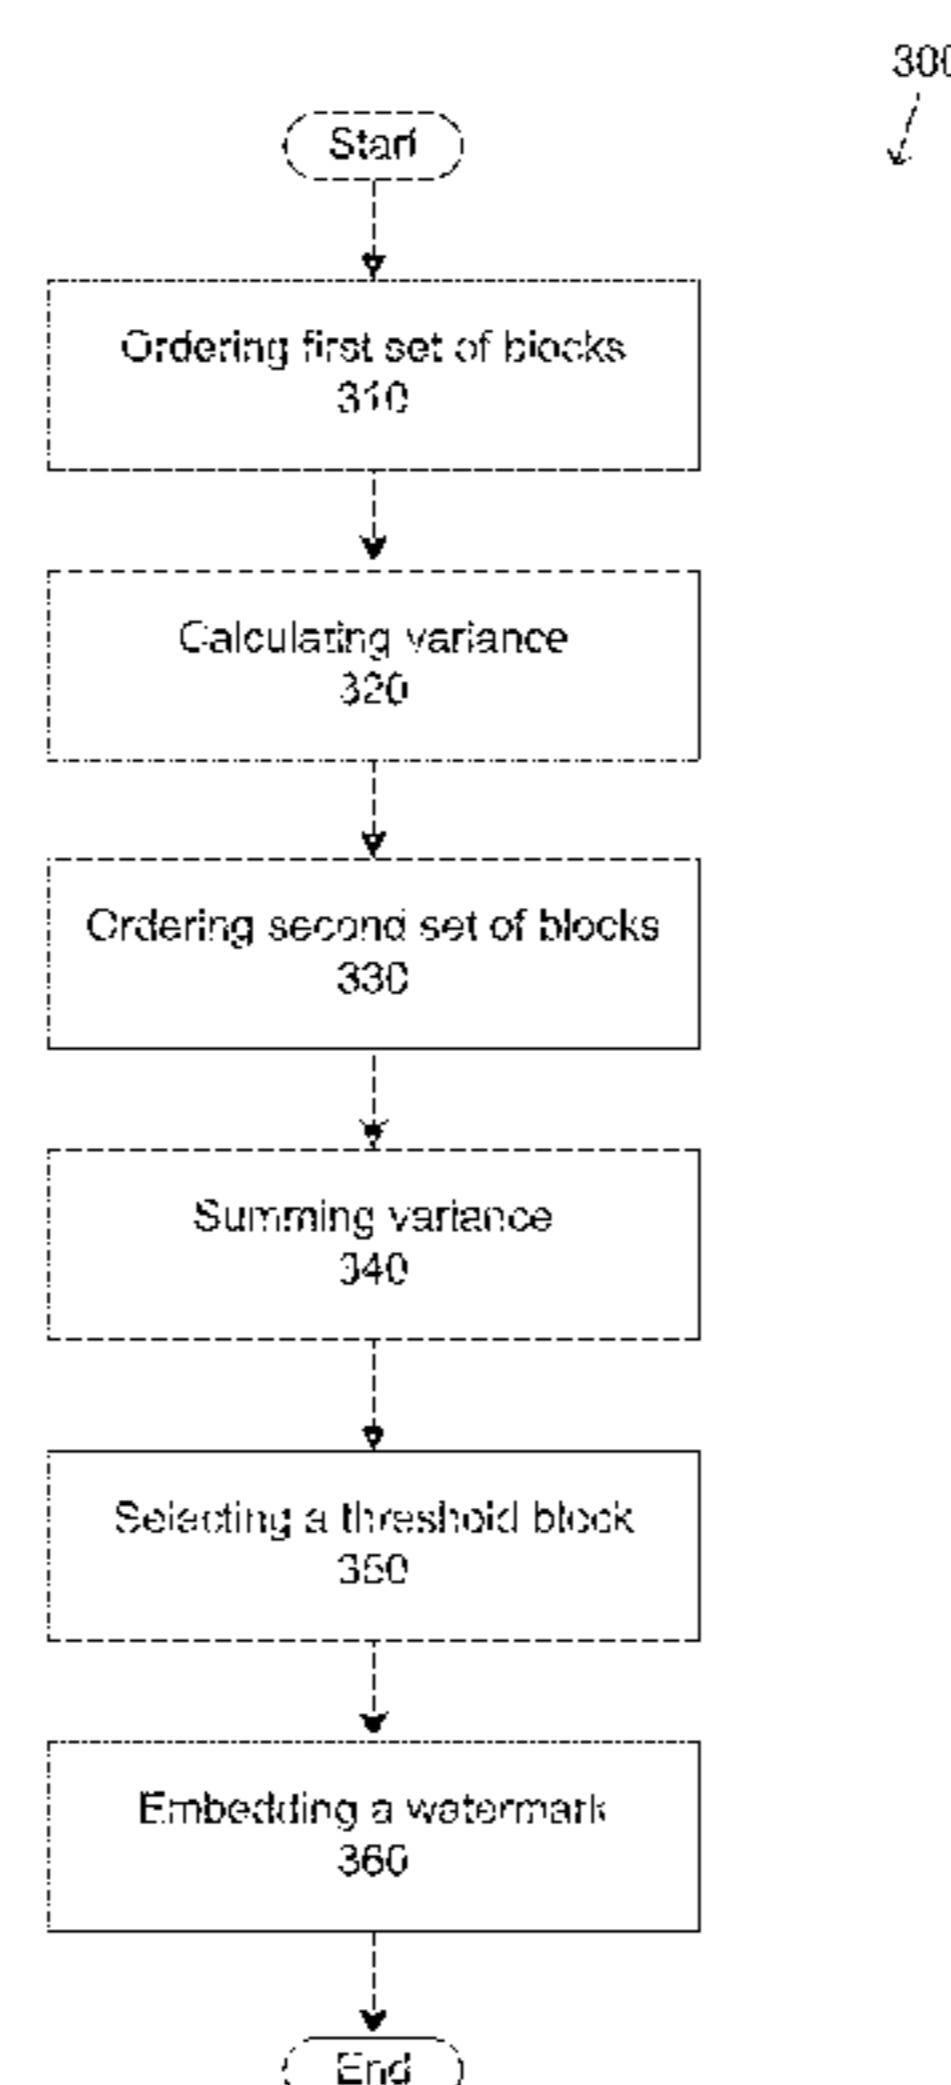 300
Start
Ordering first set of blocks
310
Calculating variance
320
Ordering second set of blocks
330
Summing variance
340
Selecting a threshold block
350
Embedding a watermark
360
End